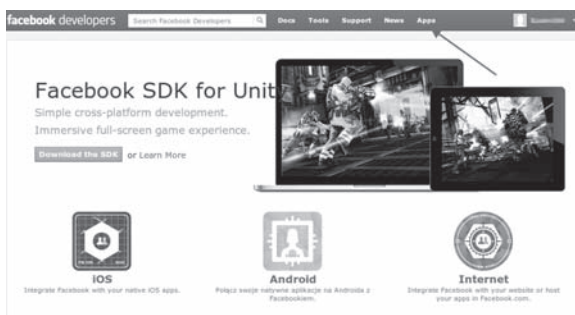 facebook developers Search Facebook Developers Docs Tools Support News Apps
Facebook SDK for Unity
Simple cross-platform development.
Immersive full-screen game experience.
Download the SDK or Learn More
iOS
Integrate Facebook with your native iOS apps.
Android
Połącz swoje natywne aplikacje na Androida z
Facebookiem.
Internet
Integrate Facebook with your website or host
your apps in Facebook.com.